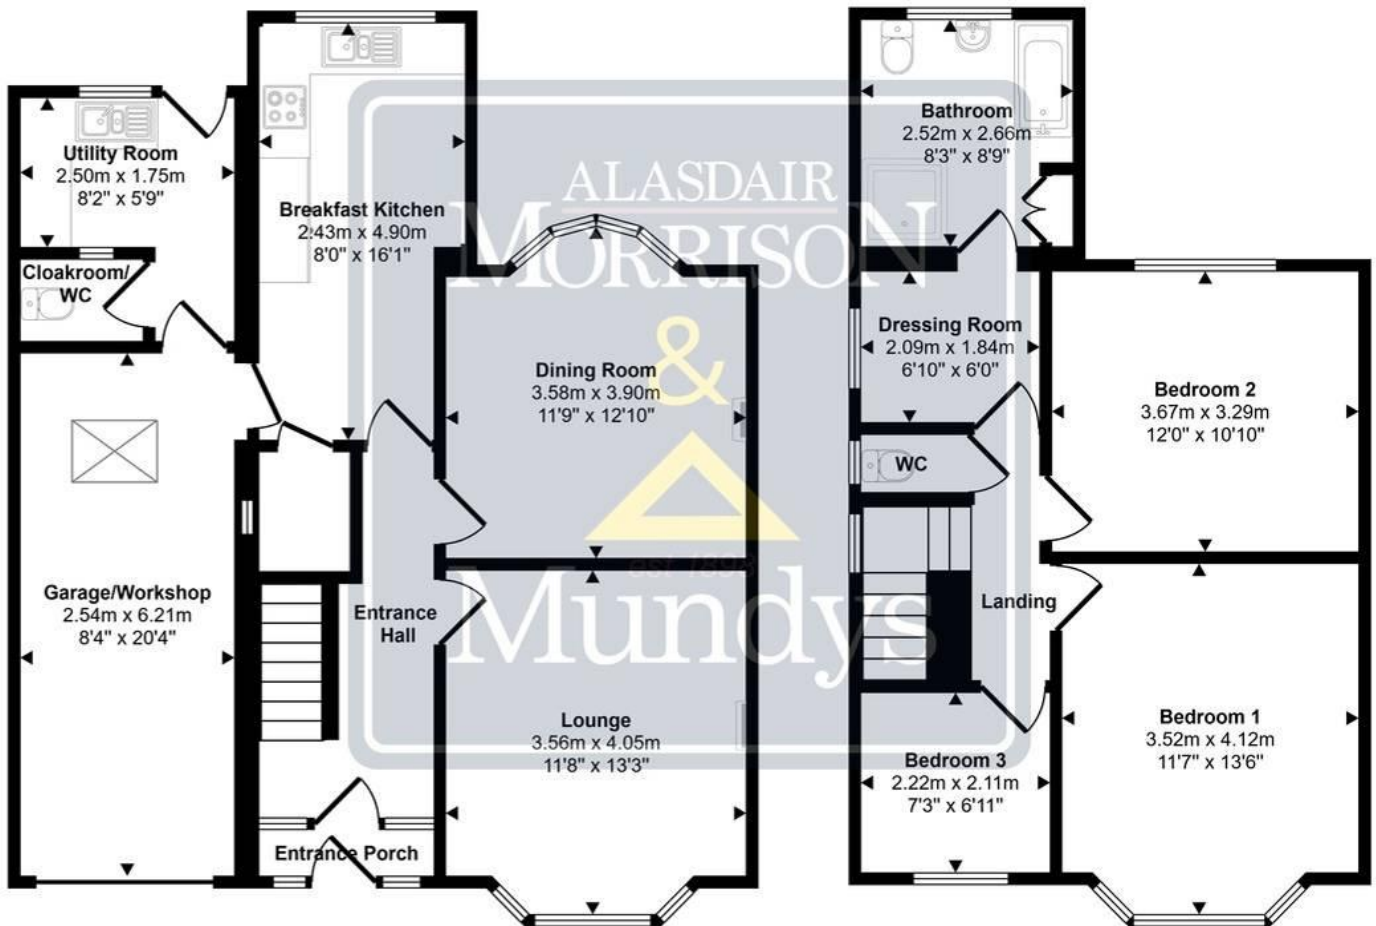 Utility Room
2.50m x 1.75m
8'2" x 5'9"
Cloakroom/
WC
Breakfast Kitchen
2.43m x 4.90m
8'0" x 16'1"
Dining Room
3.58m x 3.90m
11'9" x 12'10"
Garage/Workshop
2.54m x 6.21m
8'4" x 20'4"
Entrance
Hall
Lounge
3.56m x 4.05m
11'8" x 13'3"
Entrance Porch
Bathroom
2.52m x 2.66m
8'3" x 8'9"
Dressing Room
2.09m x 1.84m
6'10" x 6'0"
WC
Bedroom 2
3.67m x 3.29m
12'0" x 10'10"
Landing
Bedroom 1
3.52m x 4.12m
11'7" x 13'6"
Bedroom 3
2.22m x 2.11m
7'3" x 6'11"
ALASDAIR
MORRISON
&
est 1898
Mundys